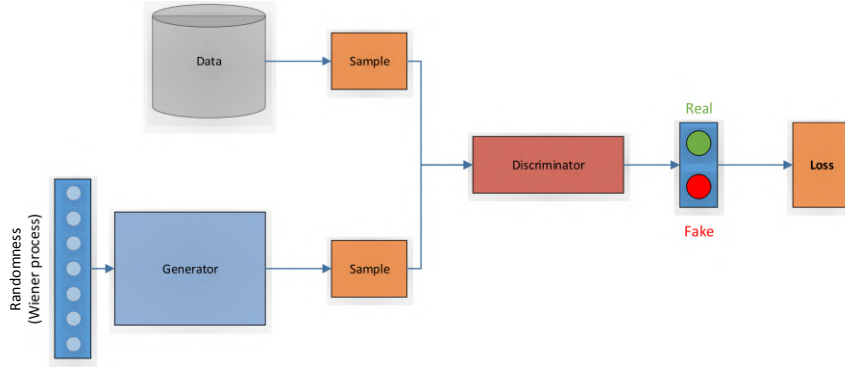 Data
Sample
Real
Discriminator
Loss
Fake
Randomness
(Wiener process)
Generator
Sample